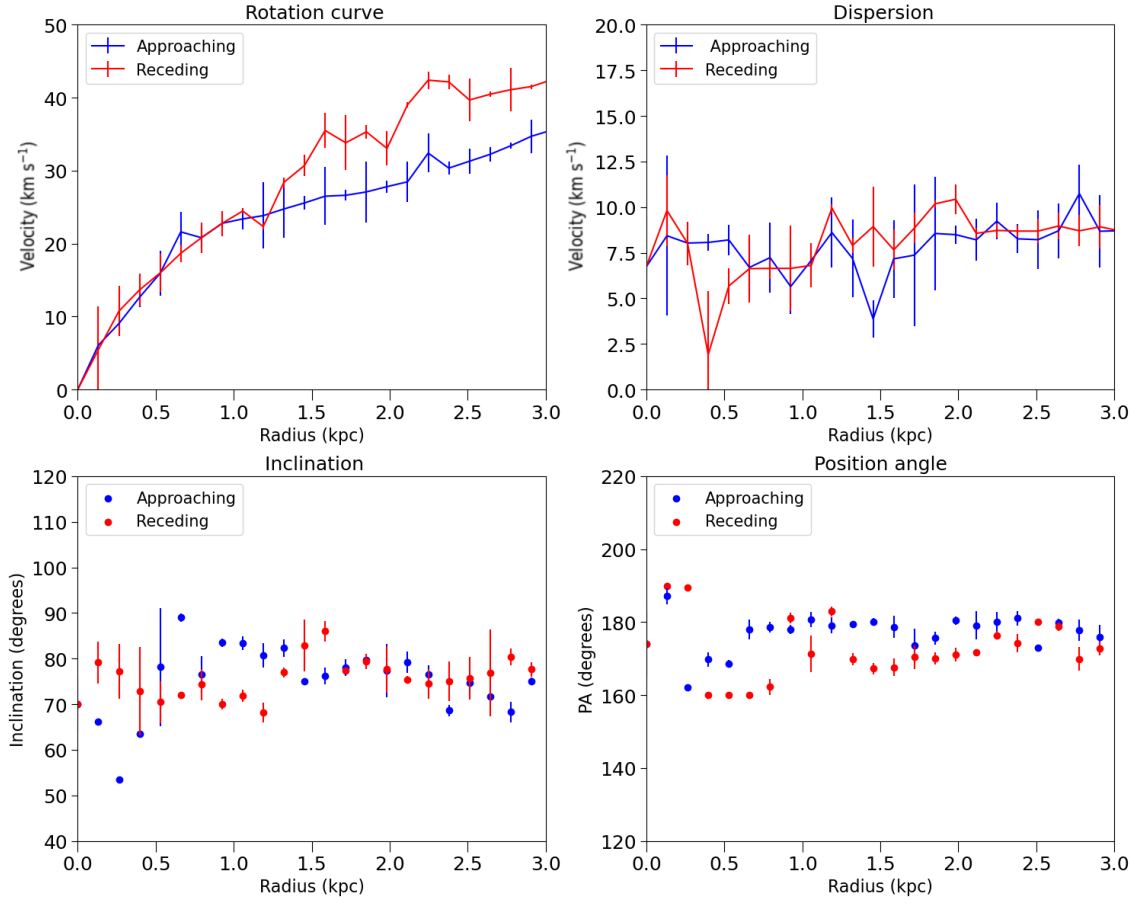 Rotation curve
50
40
30
20
10
0
Velocity (km s⁻¹)
Approaching
Receding
0.0 0.5 1.0 1.5 2.0 2.5 3.0
Radius (kpc)
Dispersion
20.0
17.5
15.0
12.5
10.0
7.5
5.0
2.5
0.0
Velocity (km s⁻¹)
Approaching
Receding
0.0 0.5 1.0 1.5 2.0 2.5 3.0
Radius (kpc)
Inclination
120
110
100
90
80
70
60
50
40
Inclination (degrees)
Approaching
Receding
0.0 0.5 1.0 1.5 2.0 2.5 3.0
Radius (kpc)
Position angle
220
200
180
160
140
120
PA (degrees)
Approaching
Receding
0.0 0.5 1.0 1.5 2.0 2.5 3.0
Radius (kpc)